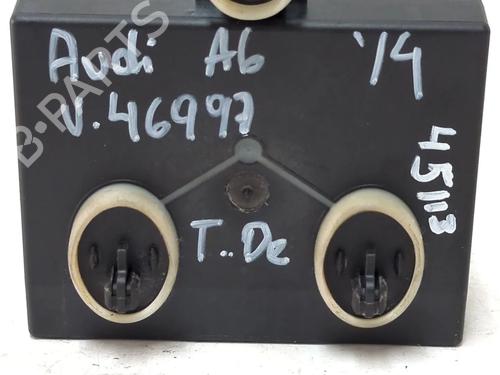 Audi A6 '14
V.46997
45113
T..De
B-PARTS